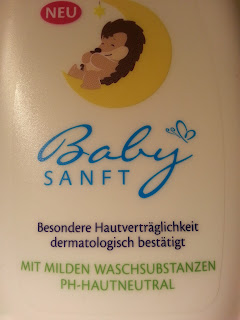 NEU
Baby
SANFT
Besondere Hautverträglichkeit
dermatologisch bestätigt
MIT MILDEN WASCHSUBSTANZEN
PH-HAUTNEUTRAL